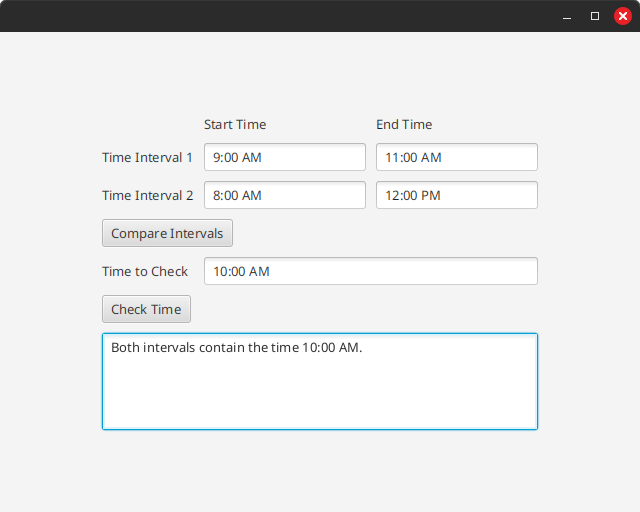 Start Time End Time
Time Interval 1 9:00 AM 11:00 AM
Time Interval 2 8:00 AM 12:00 PM
Compare Intervals
Time to Check 10:00 AM
Check Time
Both intervals contain the time 10:00 AM.